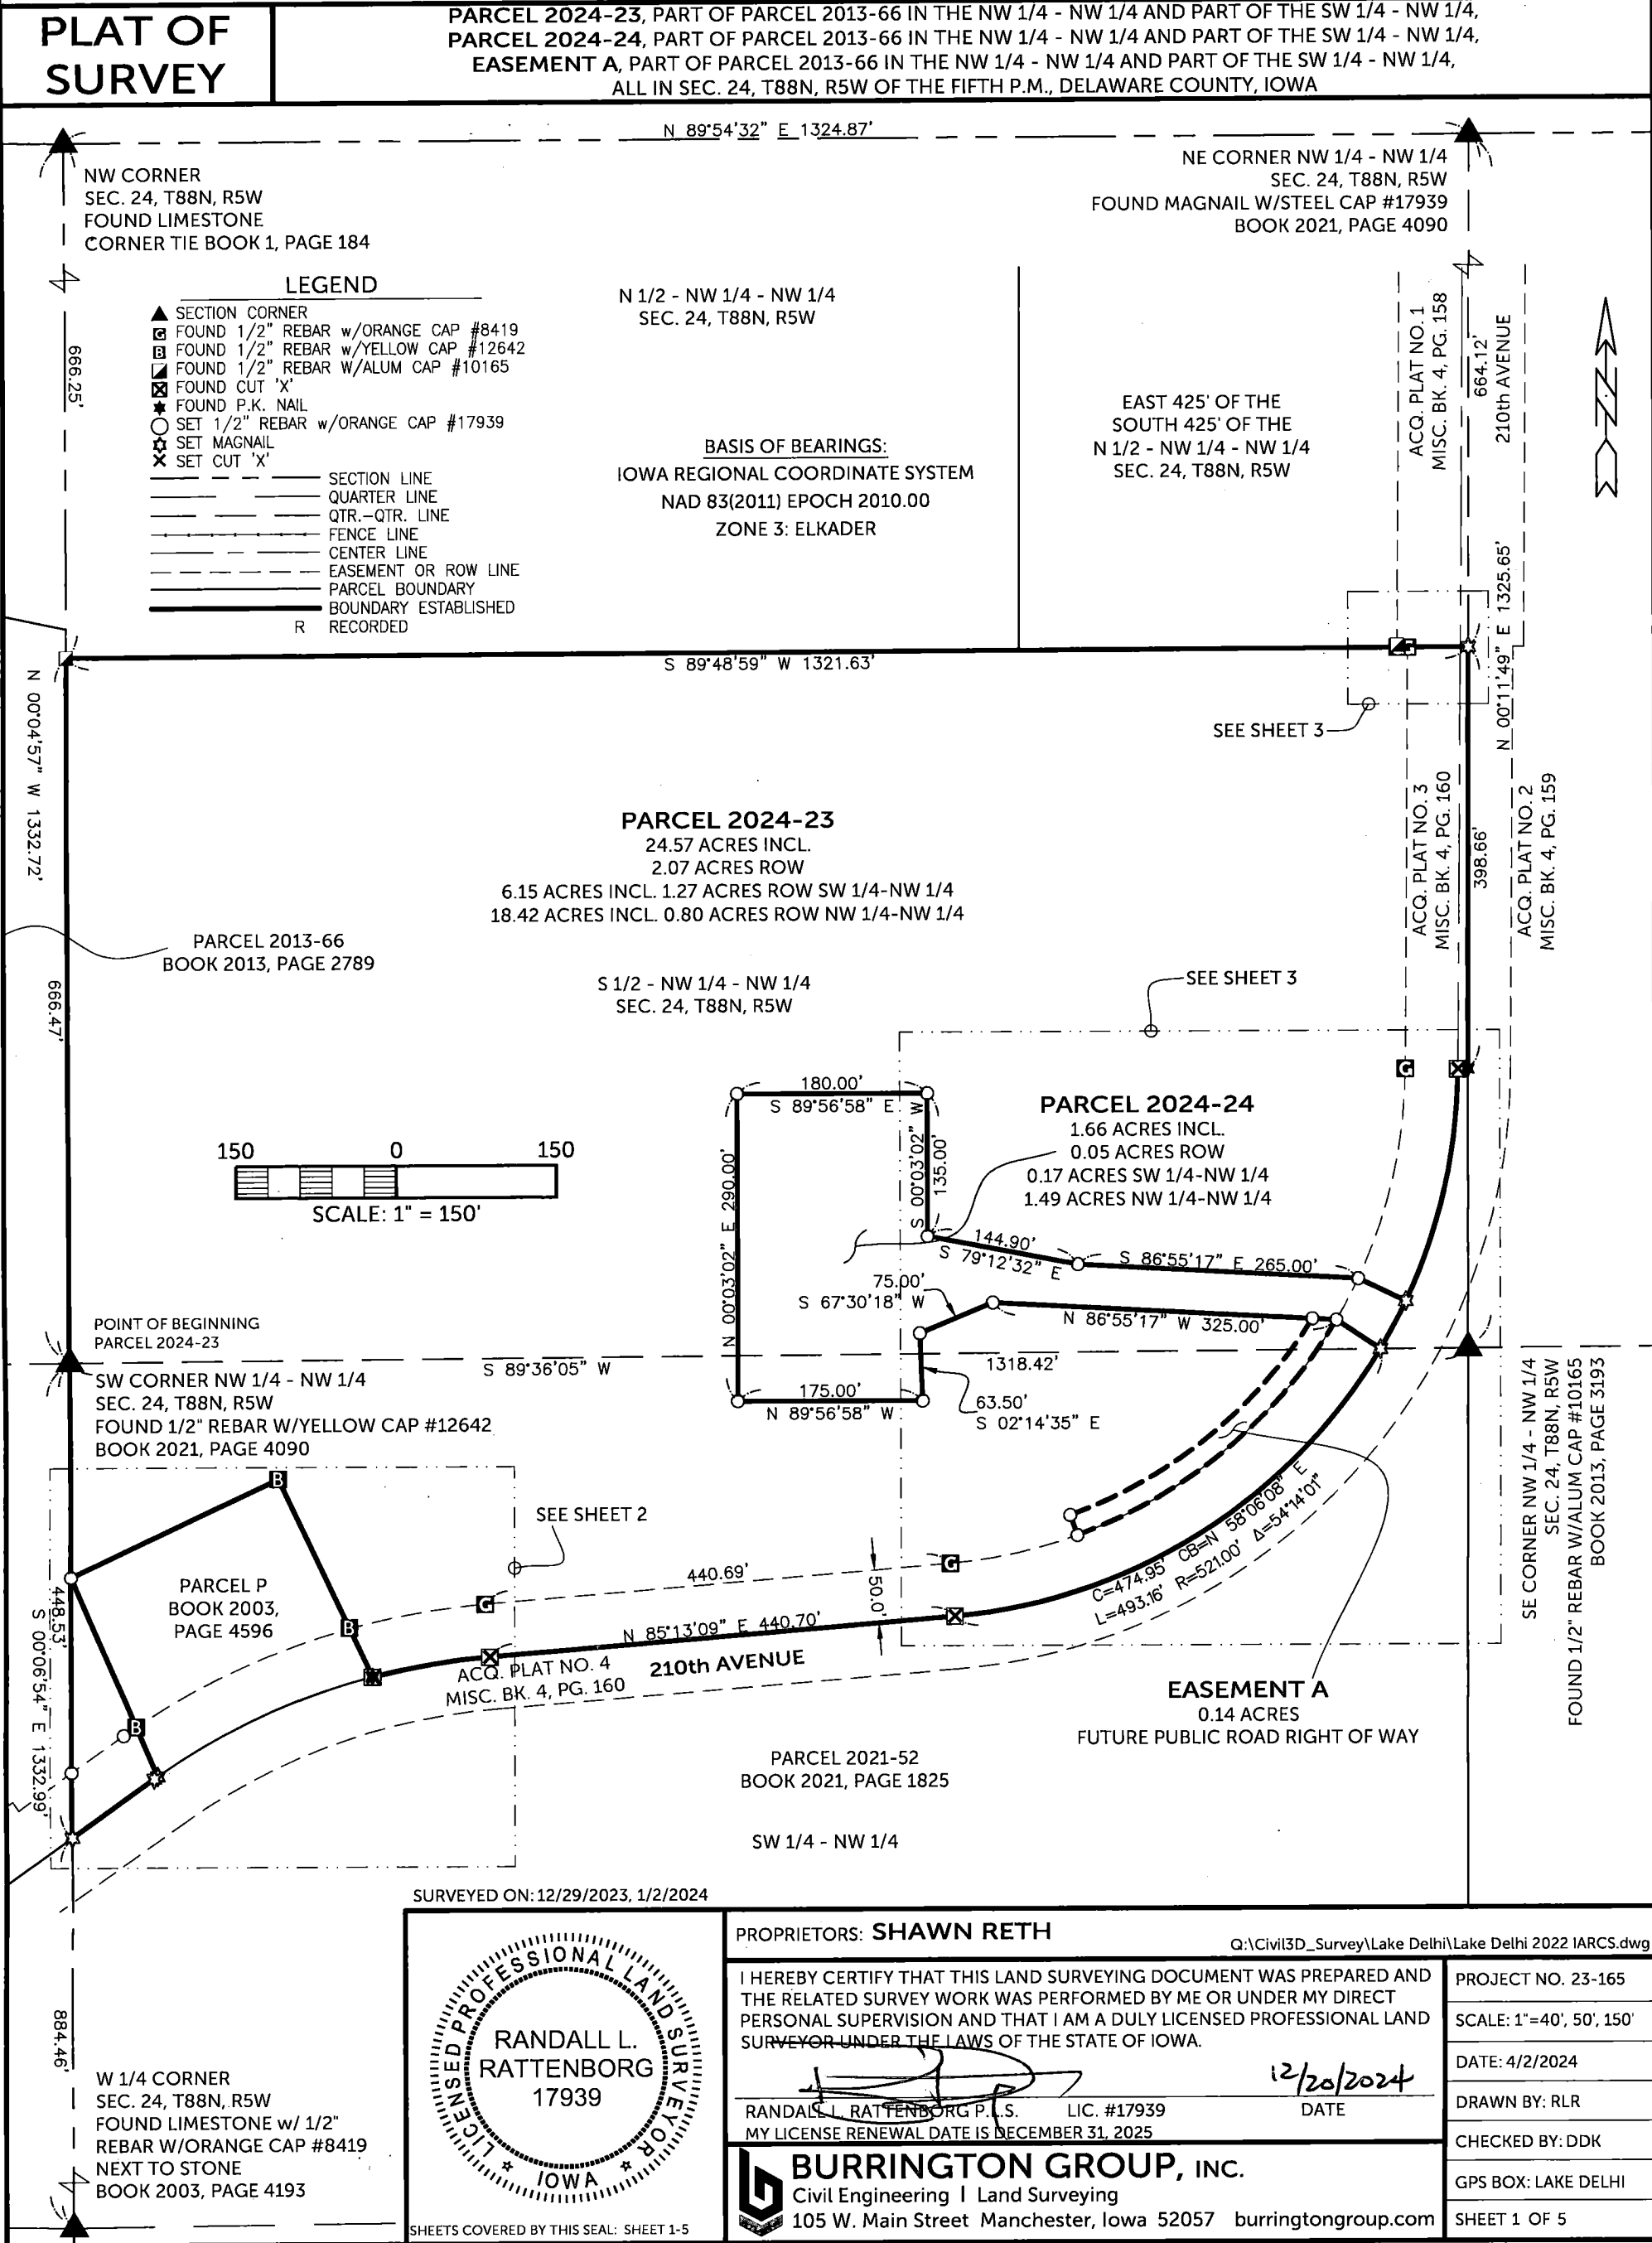 PLAT OF
SURVEY
PARCEL 2024-23, PART OF PARCEL 2013-66 IN THE NW 1/4 - NW 1/4 AND PART OF THE SW 1/4 - NW 1/4,
PARCEL 2024-24, PART OF PARCEL 2013-66 IN THE NW 1/4 - NW 1/4 AND PART OF THE SW 1/4 - NW 1/4,
EASEMENT A, PART OF PARCEL 2013-66 IN THE NW 1/4 - NW 1/4 AND PART OF THE SW 1/4 - NW 1/4,
ALL IN SEC. 24, T88N, R5W OF THE FIFTH P.M., DELAWARE COUNTY, IOWA
N 89°54'32" E 1324.87'
NW CORNER
SEC. 24, T88N, R5W
FOUND LIMESTONE
CORNER TIE BOOK 1, PAGE 184
NE CORNER NW 1/4 - NW 1/4
SEC. 24, T88N, R5W
FOUND MAGNAIL W/STEEL CAP #17939
BOOK 2021, PAGE 4090
LEGEND
SECTION CORNER
G FOUND 1/2" REBAR w/ORANGE CAP #8419
B FOUND 1/2" REBAR w/YELLOW CAP #12642
FOUND 1/2" REBAR W/ALUM CAP #10165
FOUND CUT 'X'
FOUND P.K. NAIL
SET 1/2" REBAR w/ORANGE CAP #17939
SET MAGNAIL
SET CUT 'X'
SECTION LINE
QUARTER LINE
QTR.-QTR. LINE
FENCE LINE
CENTER LINE
EASEMENT OR ROW LINE
PARCEL BOUNDARY
BOUNDARY ESTABLISHED
R RECORDED
666.25'
N 1/2 - NW 1/4 - NW 1/4
SEC. 24, T88N, R5W
BASIS OF BEARINGS:
IOWA REGIONAL COORDINATE SYSTEM
NAD 83(2011) EPOCH 2010.00
ZONE 3: ELKADER
EAST 425' OF THE
SOUTH 425' OF THE
N 1/2 - NW 1/4 - NW 1/4
SEC. 24, T88N, R5W
ACQ. PLAT NO. 1
MISC. BK. 4, PG. 158
664.12'
210th AVENUE
N 00°11'49" E 1325.65'
S 89°48'59" W 1321.63'
SEE SHEET 3
N 00°04'57" W 1332.72'
PARCEL 2024-23
24.57 ACRES INCL.
2.07 ACRES ROW
6.15 ACRES INCL. 1.27 ACRES ROW SW 1/4-NW 1/4
18.42 ACRES INCL. 0.80 ACRES ROW NW 1/4-NW 1/4
ACQ. PLAT NO. 3
MISC. BK. 4, PG. 160
398.66'
ACQ. PLAT NO. 2
MISC. BK. 4, PG. 159
PARCEL 2013-66
BOOK 2013, PAGE 2789
S 1/2 - NW 1/4 - NW 1/4
SEC. 24, T88N, R5W
SEE SHEET 3
666.47'
G
180.00'
S 89°56'58" E
S 00°03'02" W
135.00'
N 00°03'02" E 290.00'
PARCEL 2024-24
1.66 ACRES INCL.
0.05 ACRES ROW
0.17 ACRES SW 1/4-NW 1/4
1.49 ACRES NW 1/4-NW 1/4
150 0 150
SCALE: 1" = 150'
144.90'
S 79°12'32" E
S 86°55'17" E 265.00'
75.00'
S 67°30'18" W
N 86°55'17" W 325.00'
POINT OF BEGINNING
PARCEL 2024-23
S 89°36'05" W
1318.42'
SW CORNER NW 1/4 - NW 1/4
SEC. 24, T88N, R5W
FOUND 1/2" REBAR W/YELLOW CAP #12642
BOOK 2021, PAGE 4090
175.00'
N 89°56'58" W
63.50'
S 02°14'35" E
SE CORNER NW 1/4 - NW 1/4
SEC. 24, T88N, R5W
FOUND 1/2" REBAR W/ALUM CAP #10165
BOOK 2013, PAGE 3193
B
SEE SHEET 2
C=474.95' CB=N 58°06'08" E
L=493.16' R=521.00' Δ=54°14'01"
G
440.69'
50.0'
G
PARCEL P
BOOK 2003,
PAGE 4596
B
448.53'
S 00°06'54" E 1332.99'
N 85°13'09" E 440.70'
ACQ. PLAT NO. 4
MISC. BK. 4, PG. 160
210th AVENUE
B
EASEMENT A
0.14 ACRES
FUTURE PUBLIC ROAD RIGHT OF WAY
PARCEL 2021-52
BOOK 2021, PAGE 1825
SW 1/4 - NW 1/4
SURVEYED ON: 12/29/2023, 1/2/2024
884.46'
W 1/4 CORNER
SEC. 24, T88N, R5W
FOUND LIMESTONE w/ 1/2"
REBAR W/ORANGE CAP #8419
NEXT TO STONE
BOOK 2003, PAGE 4193
LICENSED PROFESSIONAL LAND SURVEYOR
RANDALL L.
RATTENBORG
17939
IOWA
SHEETS COVERED BY THIS SEAL: SHEET 1-5
PROPRIETORS: SHAWN RETH
Q:\Civil3D_Survey\Lake Delhi\Lake Delhi 2022 IARCS.dwg
I HEREBY CERTIFY THAT THIS LAND SURVEYING DOCUMENT WAS PREPARED AND
THE RELATED SURVEY WORK WAS PERFORMED BY ME OR UNDER MY DIRECT
PERSONAL SUPERVISION AND THAT I AM A DULY LICENSED PROFESSIONAL LAND
SURVEYOR UNDER THE LAWS OF THE STATE OF IOWA.
12/20/2024
RANDALL L. RATTENBORG P.L.S. LIC. #17939 DATE
MY LICENSE RENEWAL DATE IS DECEMBER 31, 2025
BURRINGTON GROUP, INC.
Civil Engineering | Land Surveying
105 W. Main Street Manchester, Iowa 52057 burringtongroup.com
PROJECT NO. 23-165
SCALE: 1"=40', 50', 150'
DATE: 4/2/2024
DRAWN BY: RLR
CHECKED BY: DDK
GPS BOX: LAKE DELHI
SHEET 1 OF 5